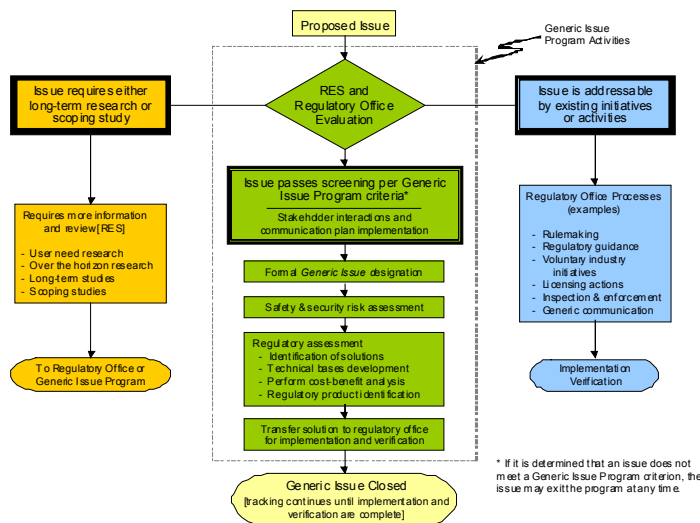 Proposed Issue
Generic Issue
Program Activities
Issue requires either
long-term research or
scoping study
RES and
Regulatory Office
Evaluation
Issue is addressable
by existing initiatives
or activities
Issue passes screening per Generic
Issue Program criteria*
Stakehdder interactions and
communication plan implementation
Requires more information
and review [RES]
- User need research
- Over the horizon research
- Long-term studies
- Scoping studies
Regulatory Office Processes
(examples)
- Rulemaking
- Regulatory guidance
- Voluntary industry
initiatives
- Licensing actions
- Inspection & enforcement
- Generic communication
Formal Generic Issue designation
Safety & security risk assessment
Regulatory assessment
- Identification of solutions
- Technical bases development
- Perform cost-benefit analysis
- Regulatory product identification
To Regulatory Office or
Generic Issue Program
Implementation
Verification
Transfer solution to regulatory office
for implementation and verification
Generic Issue Closed
[tracking continues until implementation and
verification are complete]
* If it is determined that an issue does not
meet a Generic Issue Program criterion, the
issue may exit the program at any time.